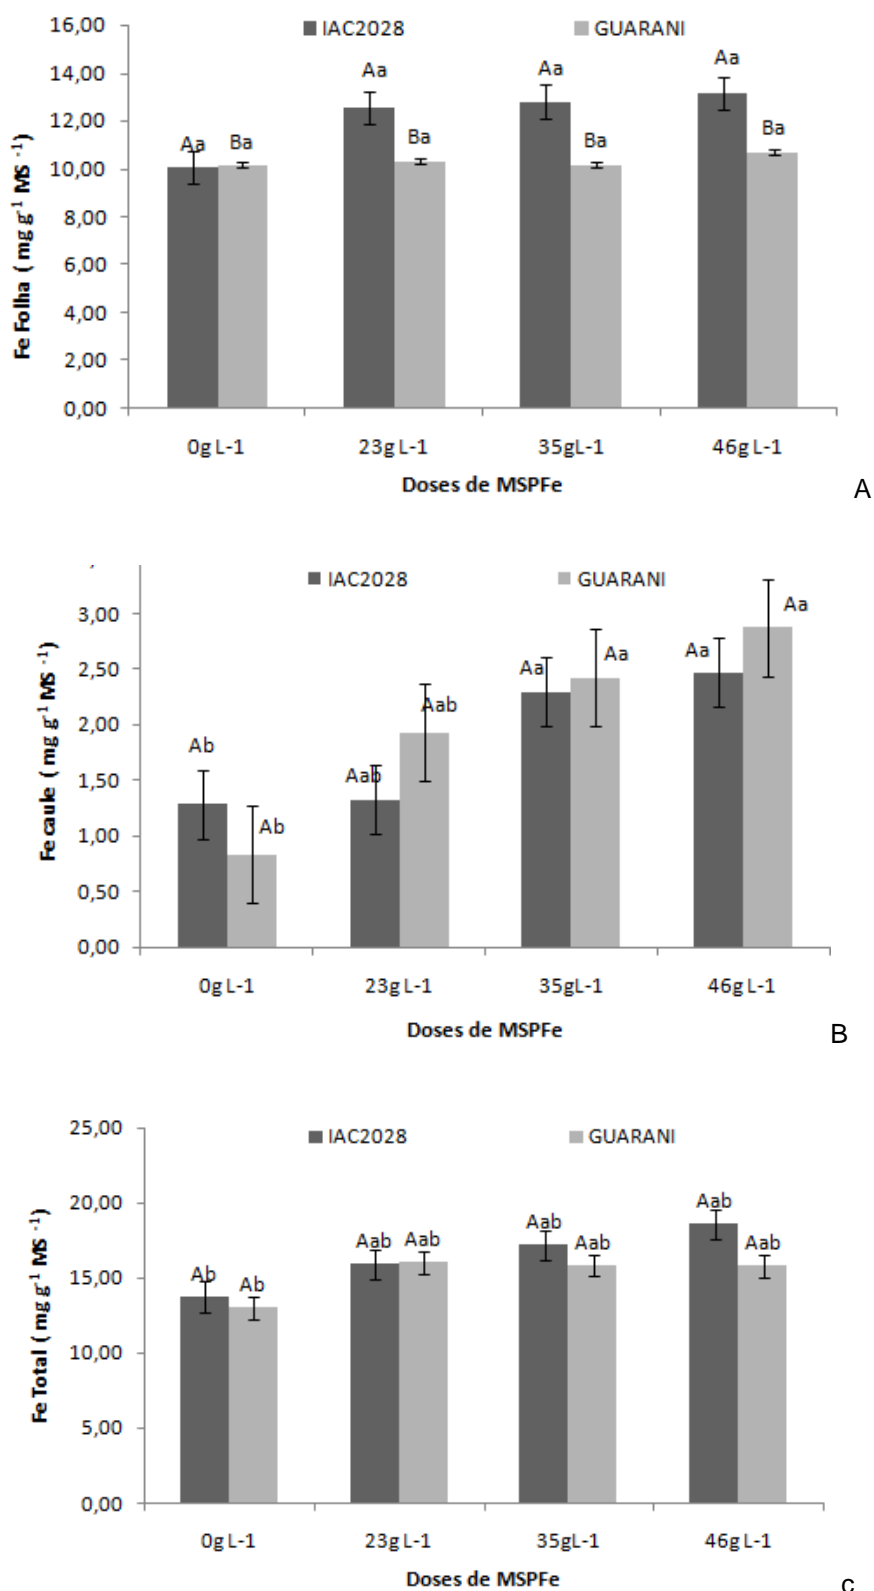 16,00
IAC2028 GUARANI
14,00
12,00
10,00
8,00
6,00
4,00
2,00
0,00
Fe Folha ( mg g-1 MS -1)
Aa Ba Aa Ba Aa Ba Aa Ba
0g L-1 23g L-1 35gL-1 46g L-1
Doses de MSPFe
A
IAC2028 GUARANI
3,00
2,50
2,00
1,50
1,00
0,50
0,00
Fe caule ( mg g-1 MS -1)
Ab Ab Aab Aab Aa Aa Aa Aa
0g L-1 23g L-1 35gL-1 46g L-1
Doses de MSPFe
B
25,00
IAC2028 GUARANI
20,00
15,00
10,00
5,00
0,00
Fe Total ( mg g-1 MS -1)
Ab Ab Aab Aab Aab Aab Aab Aab
0g L-1 23g L-1 35gL-1 46g L-1
Doses de MSPFe
c